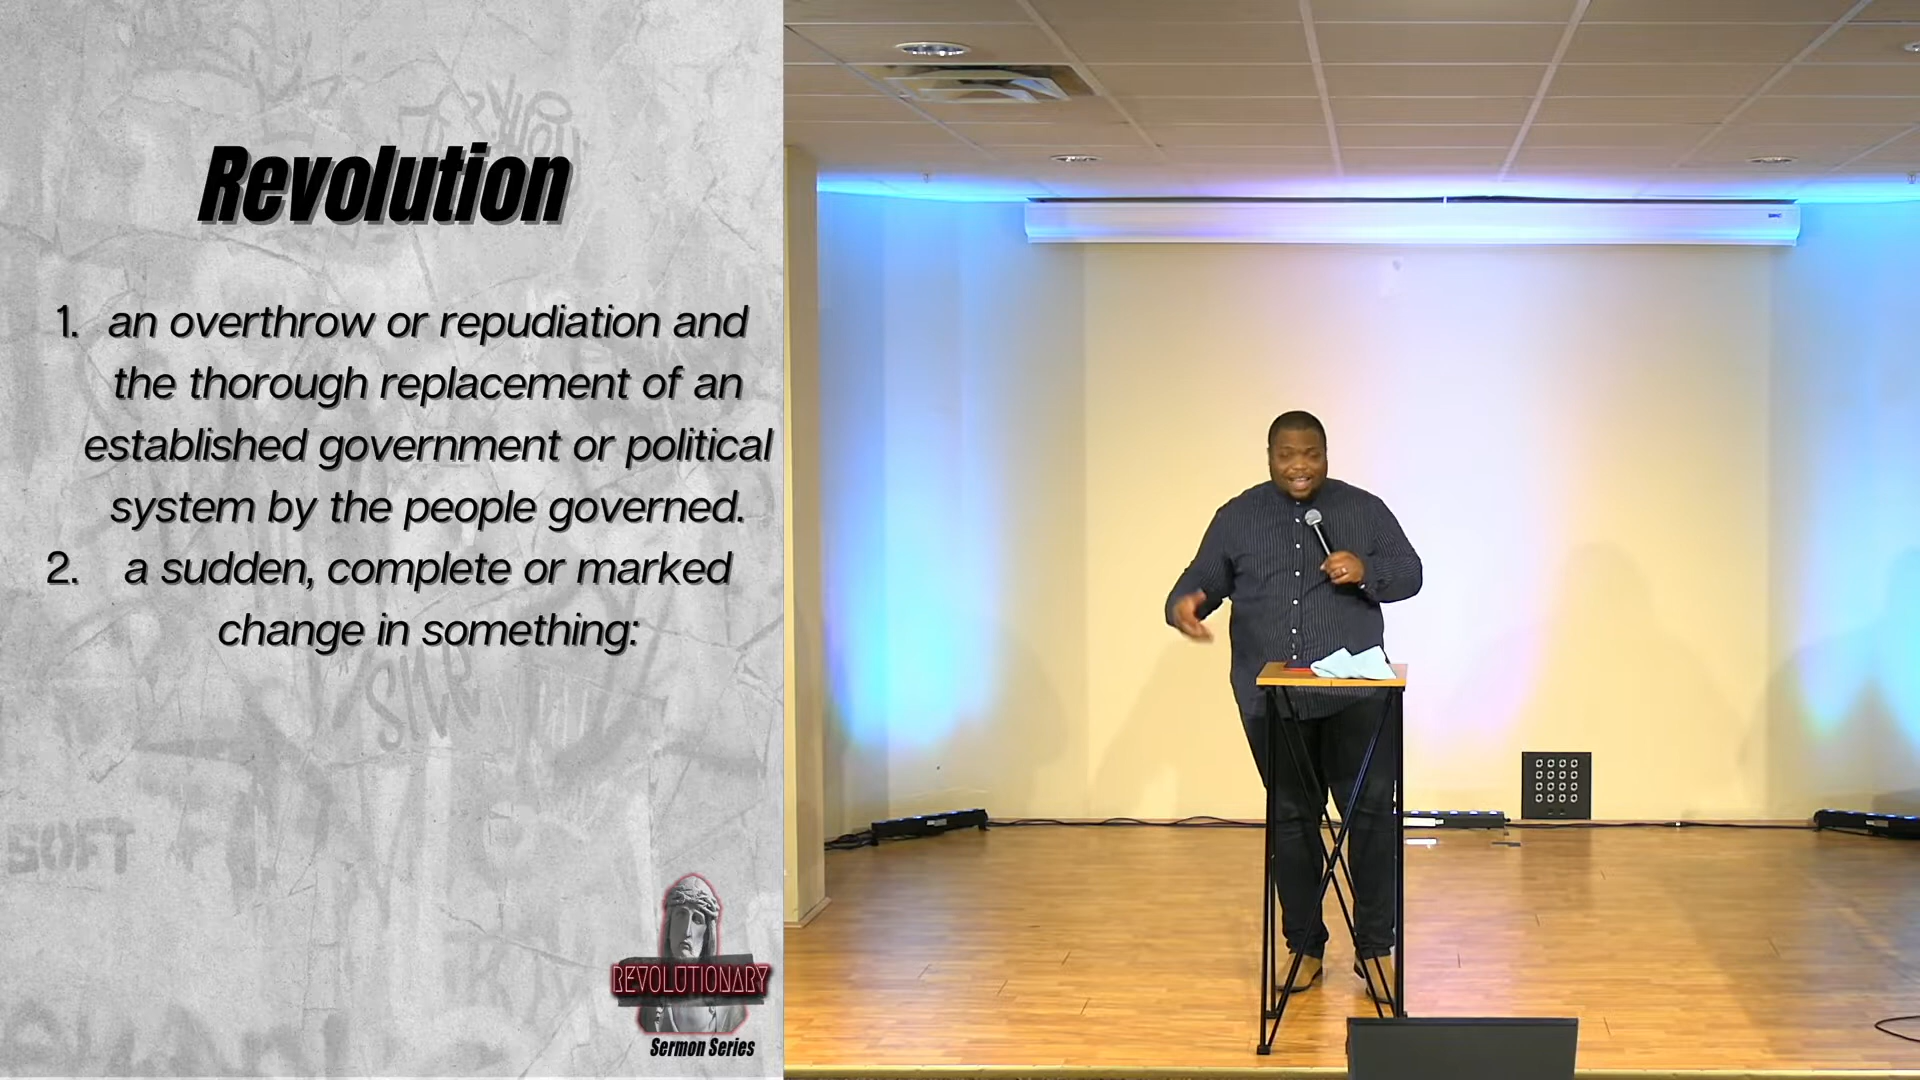 Revolution
1. an overthrow or repudiation and
the thorough replacement of an
established government or political
system by the people governed.
2. a sudden, complete or marked
change in something:
SOFT
REVOLUTIONARY
Sermon Series